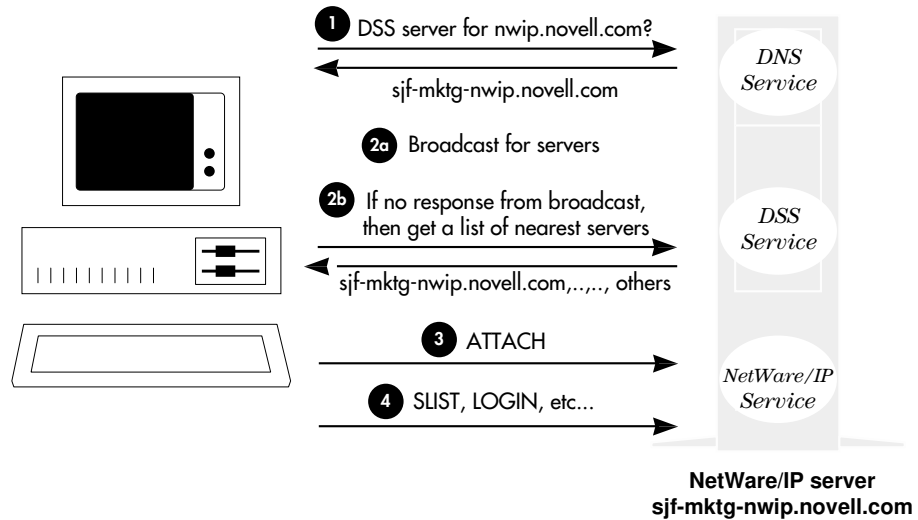 1 DSS server for nwip.novell.com?
sjf-mktg-nwip.novell.com
DNS
Service
2a Broadcast for servers
2b If no response from broadcast,
then get a list of nearest servers
sjf-mktg-nwip.novell.com,..,.., others
DSS
Service
3 ATTACH
4 SLIST, LOGIN, etc...
NetWare/IP
Service
NetWare/IP server
sjf-mktg-nwip.novell.com